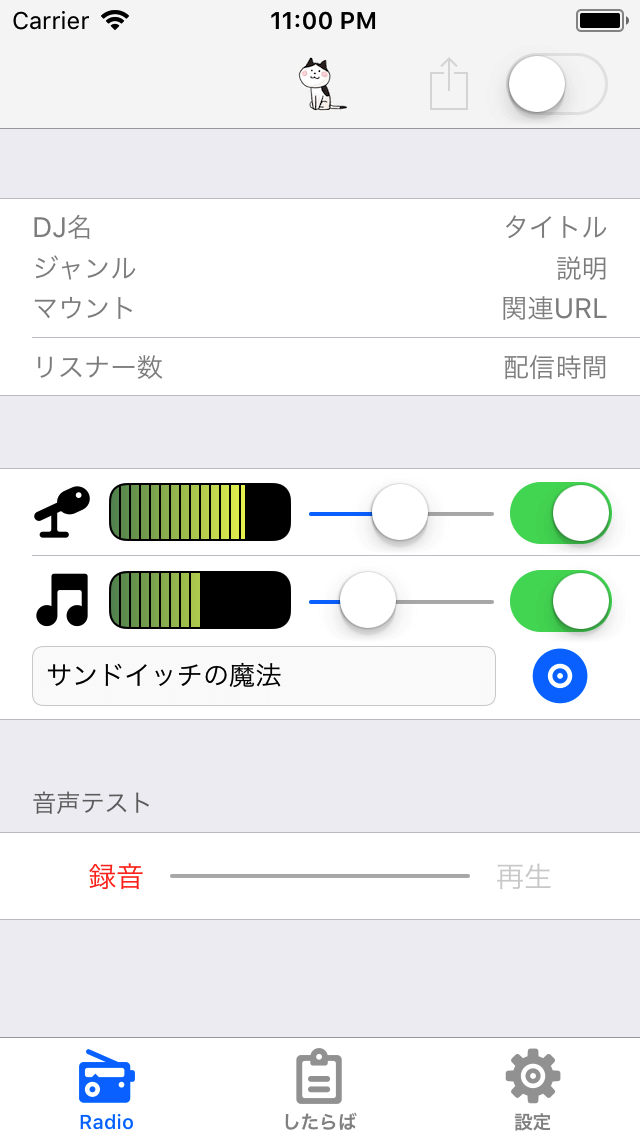 Carrier 11:00 PM
DJ名 タイトル
ジャンル 説明
マウント 関連URL
リスナー数 配信時間
サンドイッチの魔法
音声テスト
録音 再生
Radio したらば 設定